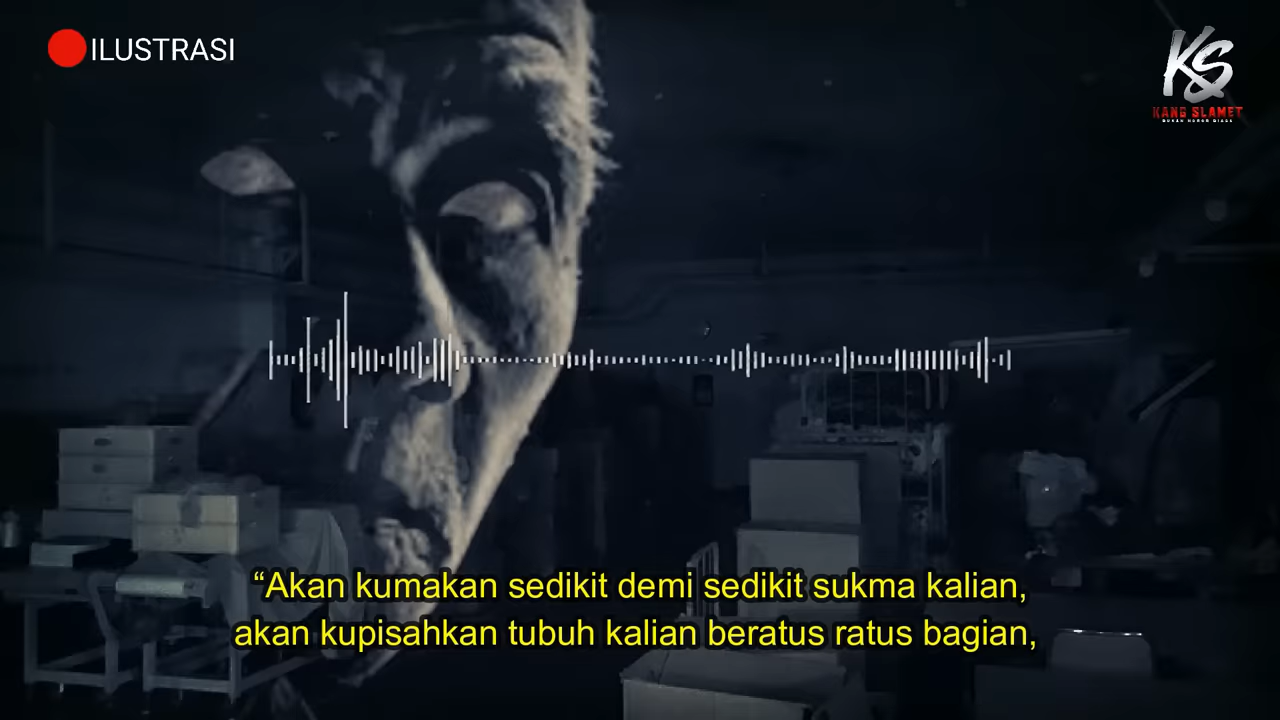 ILUSTRASI
KS
KANG SLAMET
“Akan kumakan sedikit demi sedikit sukma kalian,
akan kupisahkan tubuh kalian beratus ratus bagian,